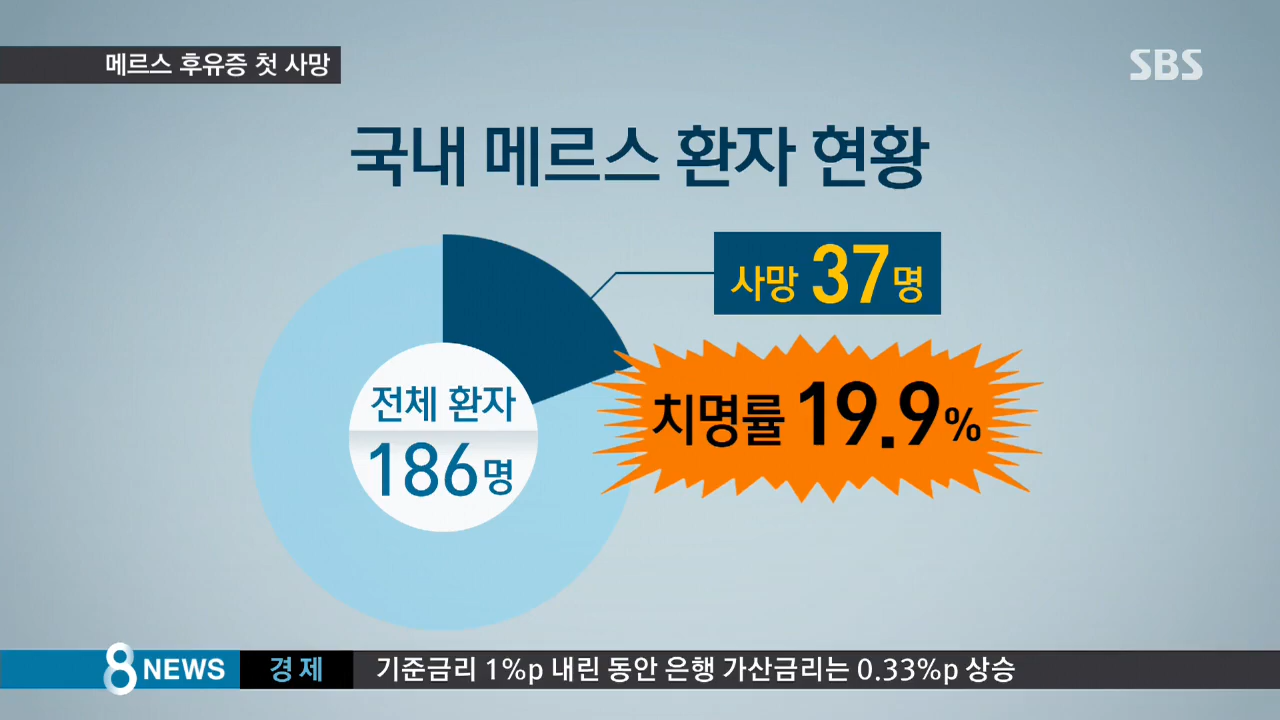 메르스 후유증 첫 사망
SBS
국내 메르스 환자 현황
사망 37명
치명률 19.9%
전체 환자
186명
8 NEWS
경제
기준금리 1%p 내린 동안 은행 가산금리는 0.33%p 상승